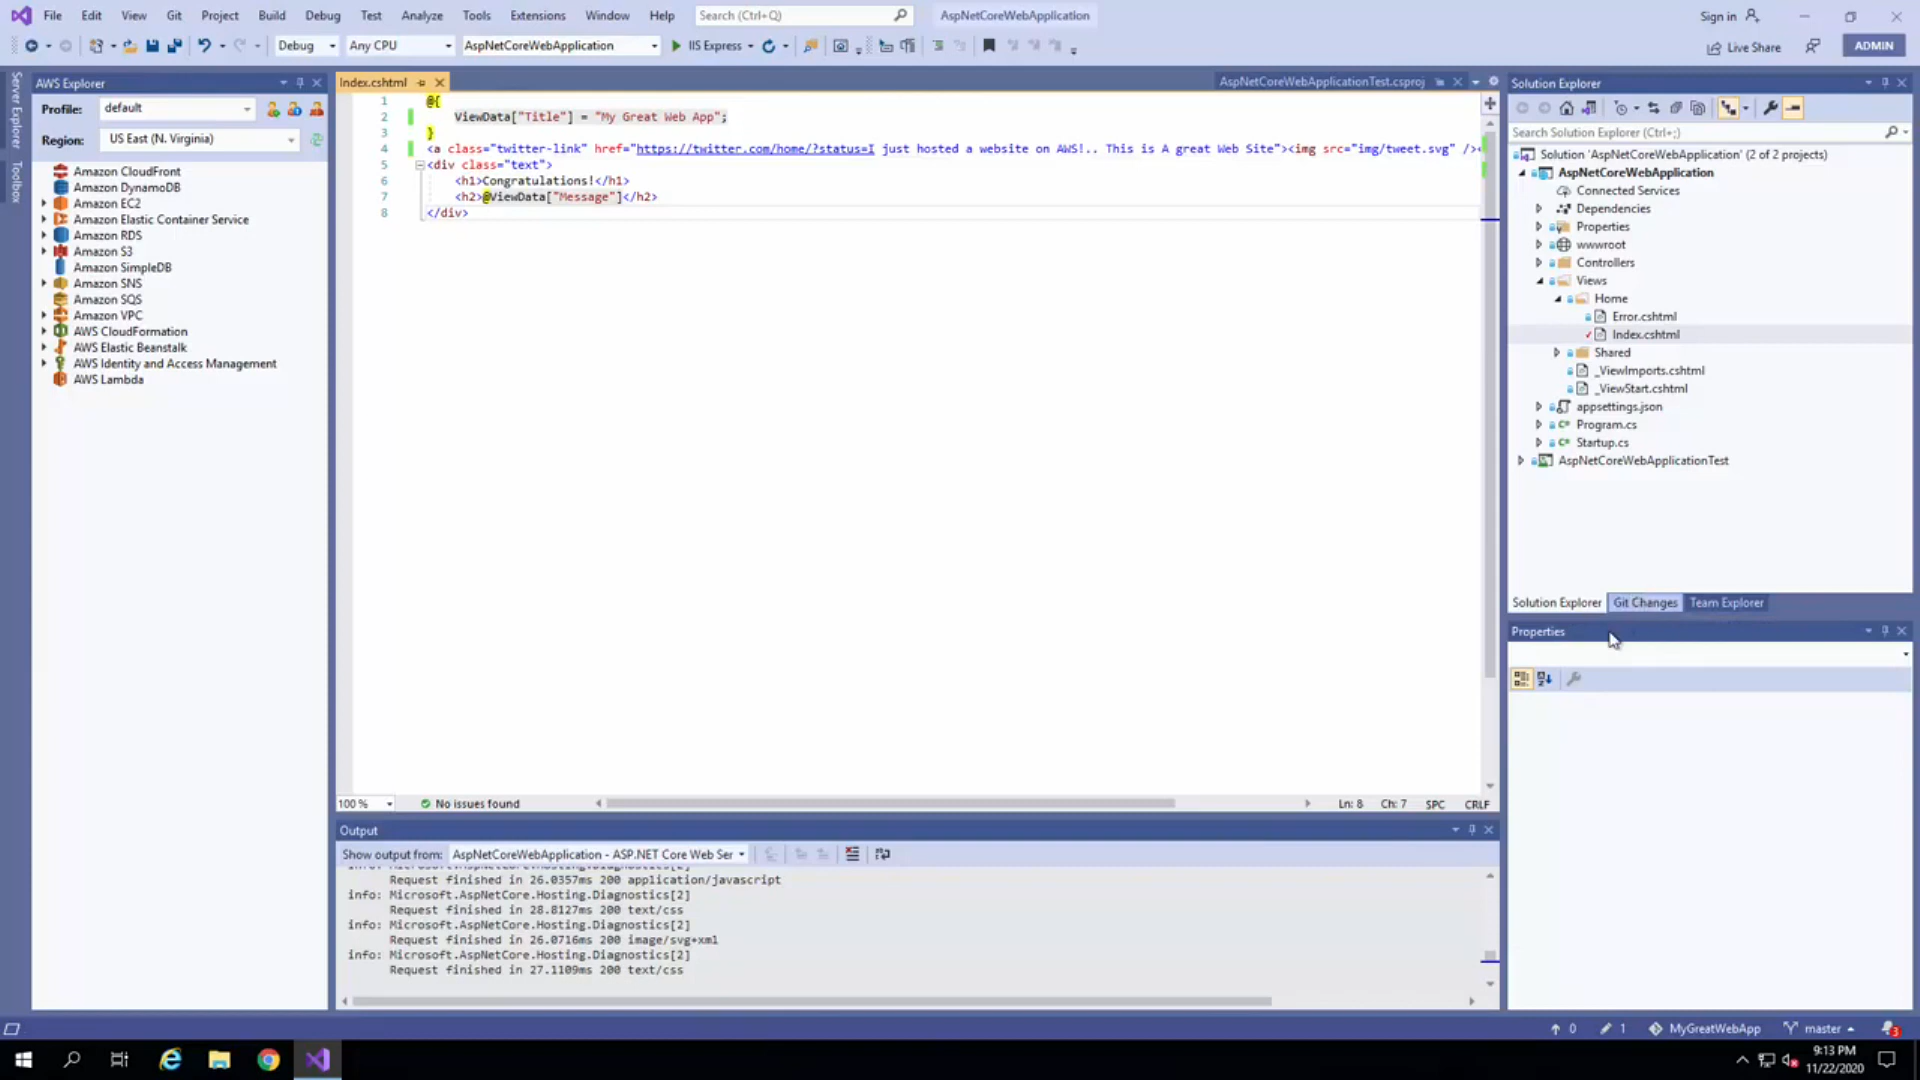 File Edit View Git Project Build Debug Test Analyze Tools Extensions Window Help Search (Ctrl+Q) AspNetCoreWebApplication Sign in
Debug Any CPU AspNetCoreWebApplication IIS Express Live Share ADMIN
Server Explorer
Toolbox
AWS Explorer
Profile: default
Region: US East (N. Virginia)
Amazon CloudFront
Amazon DynamoDB
Amazon EC2
Amazon Elastic Container Service
Amazon RDS
Amazon S3
Amazon SimpleDB
Amazon SNS
Amazon SQS
Amazon VPC
AWS CloudFormation
AWS Elastic Beanstalk
AWS Identity and Access Management
AWS Lambda
Index.cshtml AspNetCoreWebApplicationTest.csproj
1 @{
2 ViewData["Title"] = "My Great Web App";
3 }
4 <a class="twitter-link" href="https://twitter.com/home/?status=I just hosted a website on AWS!.. This is A great Web Site"><img src="img/tweet.svg" /><
5 <div class="text">
6 <h1>Congratulations!</h1>
7 <h2>@ViewData["Message"]</h2>
8 </div>
100 % No issues found Ln: 8 Ch: 7 SPC CRLF
Output
Show output from: AspNetCoreWebApplication - ASP.NET Core Web Ser
info: Microsoft.AspNetCore.Hosting.Diagnostics[2]
Request finished in 26.0357ms 200 application/javascript
info: Microsoft.AspNetCore.Hosting.Diagnostics[2]
Request finished in 28.8127ms 200 text/css
info: Microsoft.AspNetCore.Hosting.Diagnostics[2]
Request finished in 26.0716ms 200 image/svg+xml
info: Microsoft.AspNetCore.Hosting.Diagnostics[2]
Request finished in 27.1109ms 200 text/css
Solution Explorer
Search Solution Explorer (Ctrl+;)
Solution 'AspNetCoreWebApplication' (2 of 2 projects)
AspNetCoreWebApplication
Connected Services
Dependencies
Properties
wwwroot
Controllers
Views
Home
Error.cshtml
Index.cshtml
Shared
_ViewImports.cshtml
_ViewStart.cshtml
appsettings.json
Program.cs
Startup.cs
AspNetCoreWebApplicationTest
Solution Explorer Git Changes Team Explorer
Properties
0 1 MyGreatWebApp master 3
9:13 PM
11/22/2020